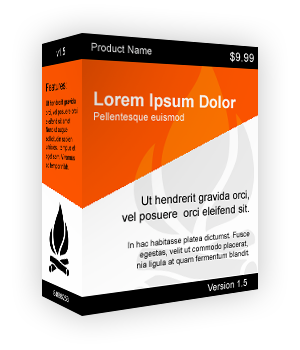 v1.5
Features:
Product Name
$9.99
Lorem Ipsum Dolor
Pellentesque euismod
Ut hendrerit gravida orci,
vel posuere orci eleifend sit.
In hac habitasse platea dictumst. Fusce
egestas, velit ut commodo placerat,
nia ligula at quam fermentum blandit.
Version 1.5